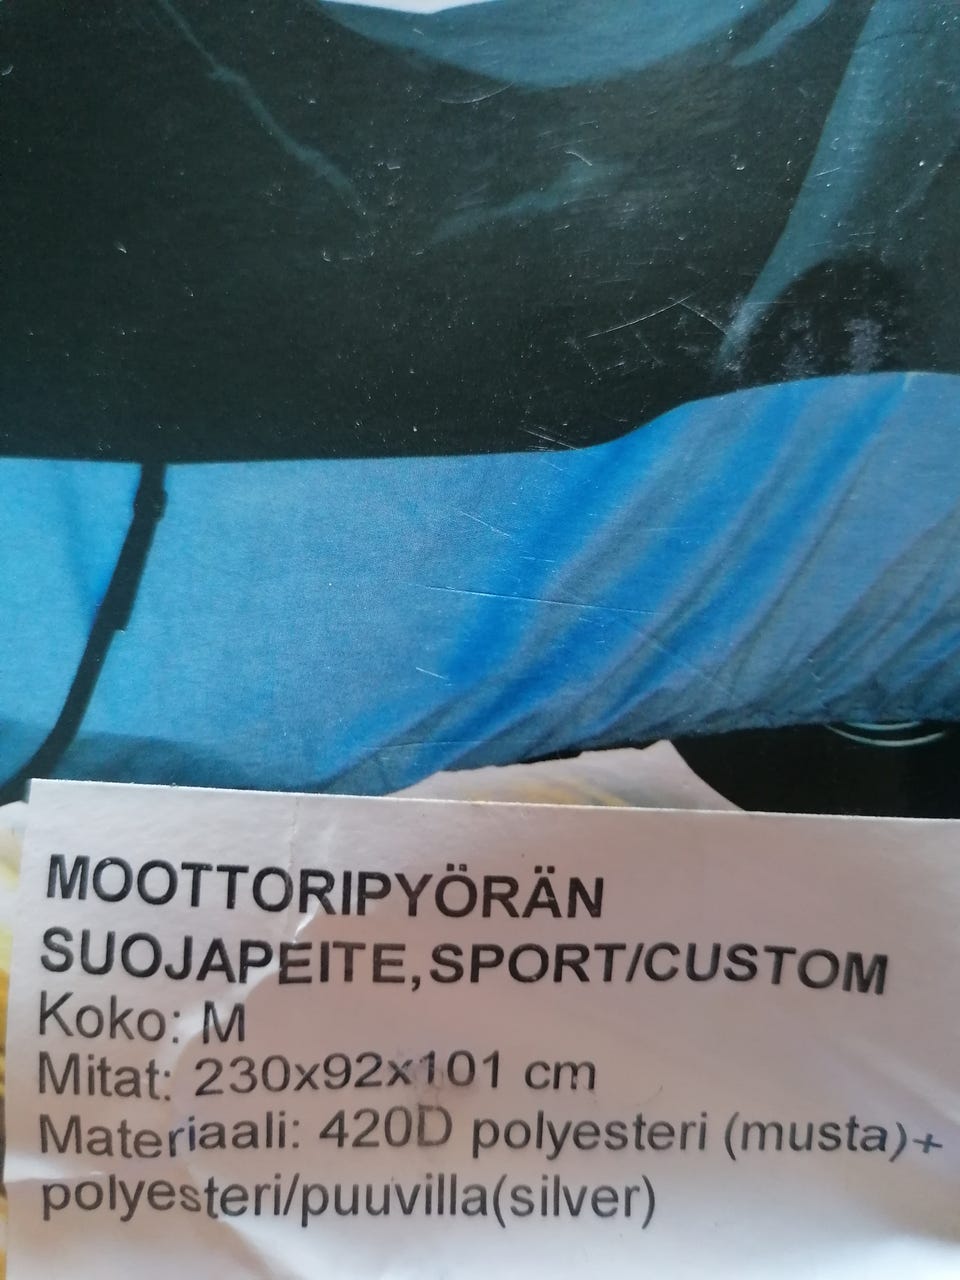 MOOTTORIPYÖRÄN
SUOJAPEITE,SPORT/CUSTOM
Koko: M
Mitat: 230x92x101 cm
Materiaali: 420D polyesteri (musta)+
polyesteri/puuvilla(silver)